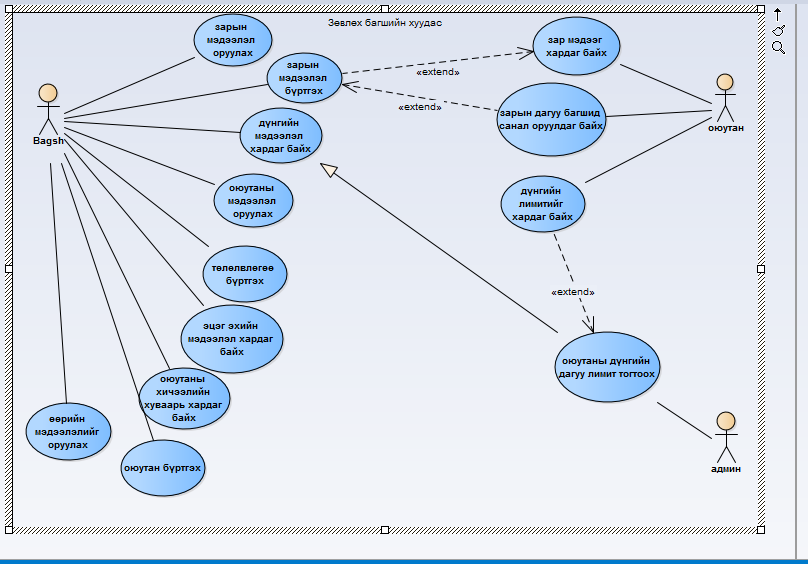 Зөвлөх багшийн хуудас
зарын
мэдээлэл
оруулах
зарын
мэдээлэл
бүртгэх
«extend»
«extend»
зар мэдээг
хардаг байх
зарын дагуу багшид
санал оруулдаг байх
оюутан
Bagsh
дүнгийн
мэдээлэл
хардаг байх
оюутаны
мэдээлэл
оруулах
дүнгийн
лимитийг
хардаг байх
төлөлвлөгөө
бүртгэх
«extend»
эцэг эхийн
мэдээлэл хардаг
байх
оюутаны дүнгийн
дагуу лимит тогтоох
оюутаны
хичээлийн
хуваарь хардаг
байх
өөрийн
мэдээлэлийг
оруулах
оюутан бүртгэх
админ